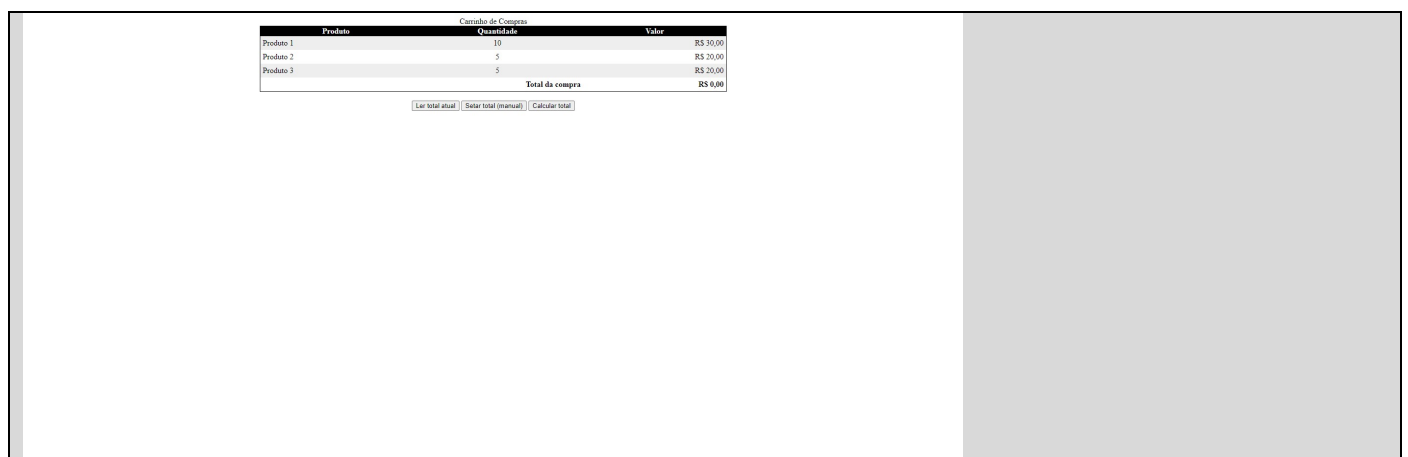 Carrinho de Compras
Produto Quantidade Valor
Produto 1 10 R$ 30,00
Produto 2 5 R$ 20,00
Produto 3 5 R$ 20,00
Total da compra R$ 0,00
Ler total atual Setar total (manual) Calcular total